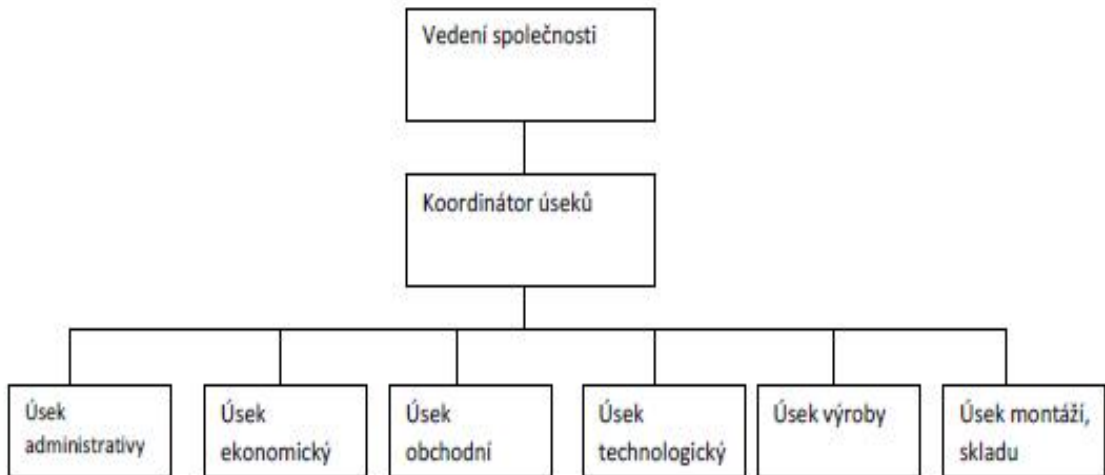 Vedení společnosti
Koordinátor úseků
Úsek
administrativy
Úsek
ekonomický
Úsek
obchodní
Úsek
technologický
Úsek výroby
Úsek montáží,
skladu